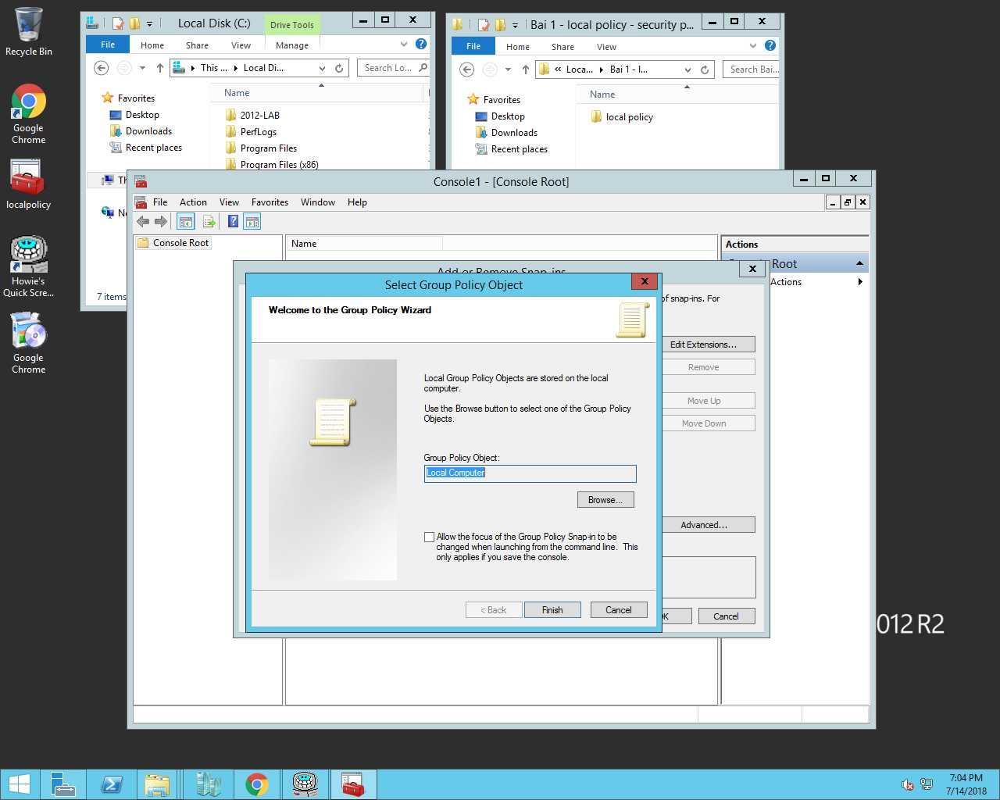 Recycle Bin
Google
Chrome
localpolicy
Howie's
Quick Scre...
Google
Chrome
Local Disk (C:)
Drive Tools
File
Home
Share
View
Manage
This ...
Local Di...
Search Lo...
Favorites
Desktop
Downloads
Recent places
Name
2012-LAB
PerfLogs
Program Files
Program Files (x86)
7 items
Bai 1 - local policy - security p...
File
Home
Share
View
Loca...
Bai 1 - l...
Search Bai...
Favorites
Desktop
Downloads
Recent places
Name
local policy
Console1 - [Console Root]
File
Action
View
Favorites
Window
Help
Console Root
Name
Actions
Root
Actions
Add or Remove Snap-ins
of snap-ins. For
Edit Extensions...
Remove
Move Up
Move Down
Advanced...
Cancel
Select Group Policy Object
Welcome to the Group Policy Wizard
Local Group Policy Objects are stored on the local
computer.
Use the Browse button to select one of the Group Policy
Objects.
Group Policy Object:
Local Computer
Browse...
Allow the focus of the Group Policy Snap-in to be
changed when launching from the command line. This
only applies if you save the console.
< Back
Finish
Cancel
012 R2
7:04 PM
7/14/2018